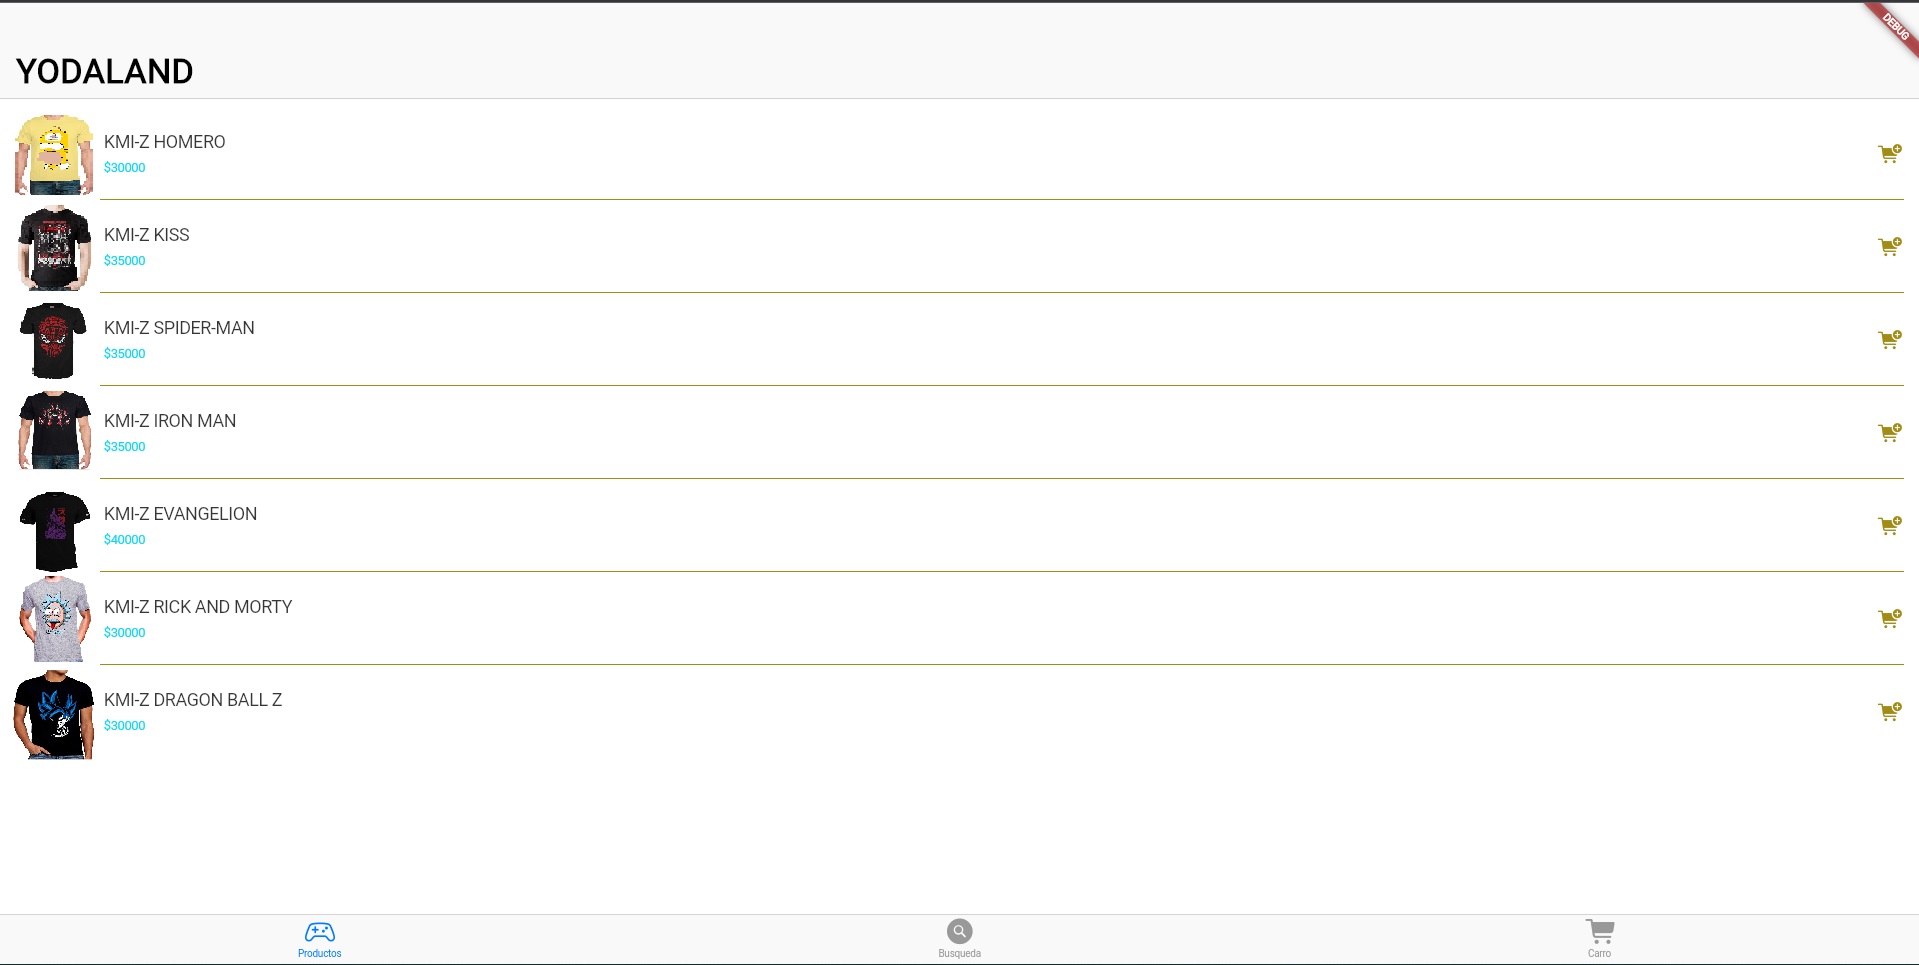 DEBUG
YODALAND
KMI-Z HOMERO
$30000
KMI-Z KISS
$35000
KMI-Z SPIDER-MAN
$35000
KMI-Z IRON MAN
$35000
KMI-Z EVANGELION
$40000
KMI-Z RICK AND MORTY
$30000
KMI-Z DRAGON BALL Z
$30000
Productos
Busqueda
Carro